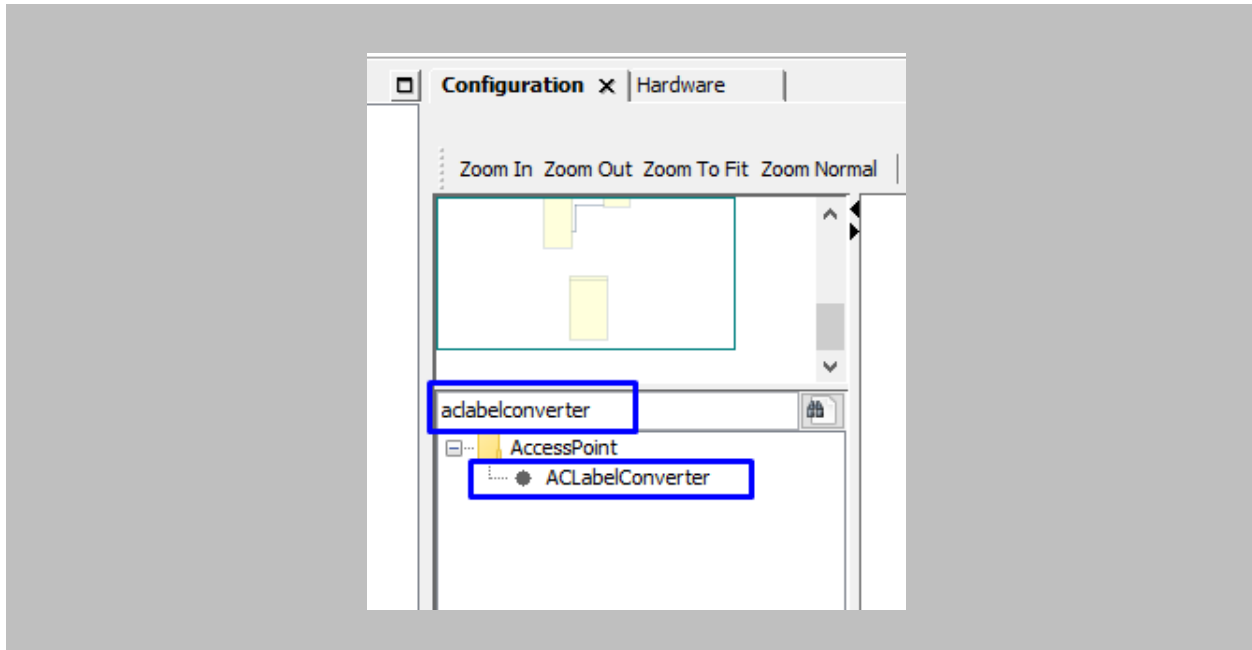 Configuration Hardware
Zoom In Zoom Out Zoom To Fit Zoom Normal
aclabelconverter
AccessPoint
ACLabelConverter